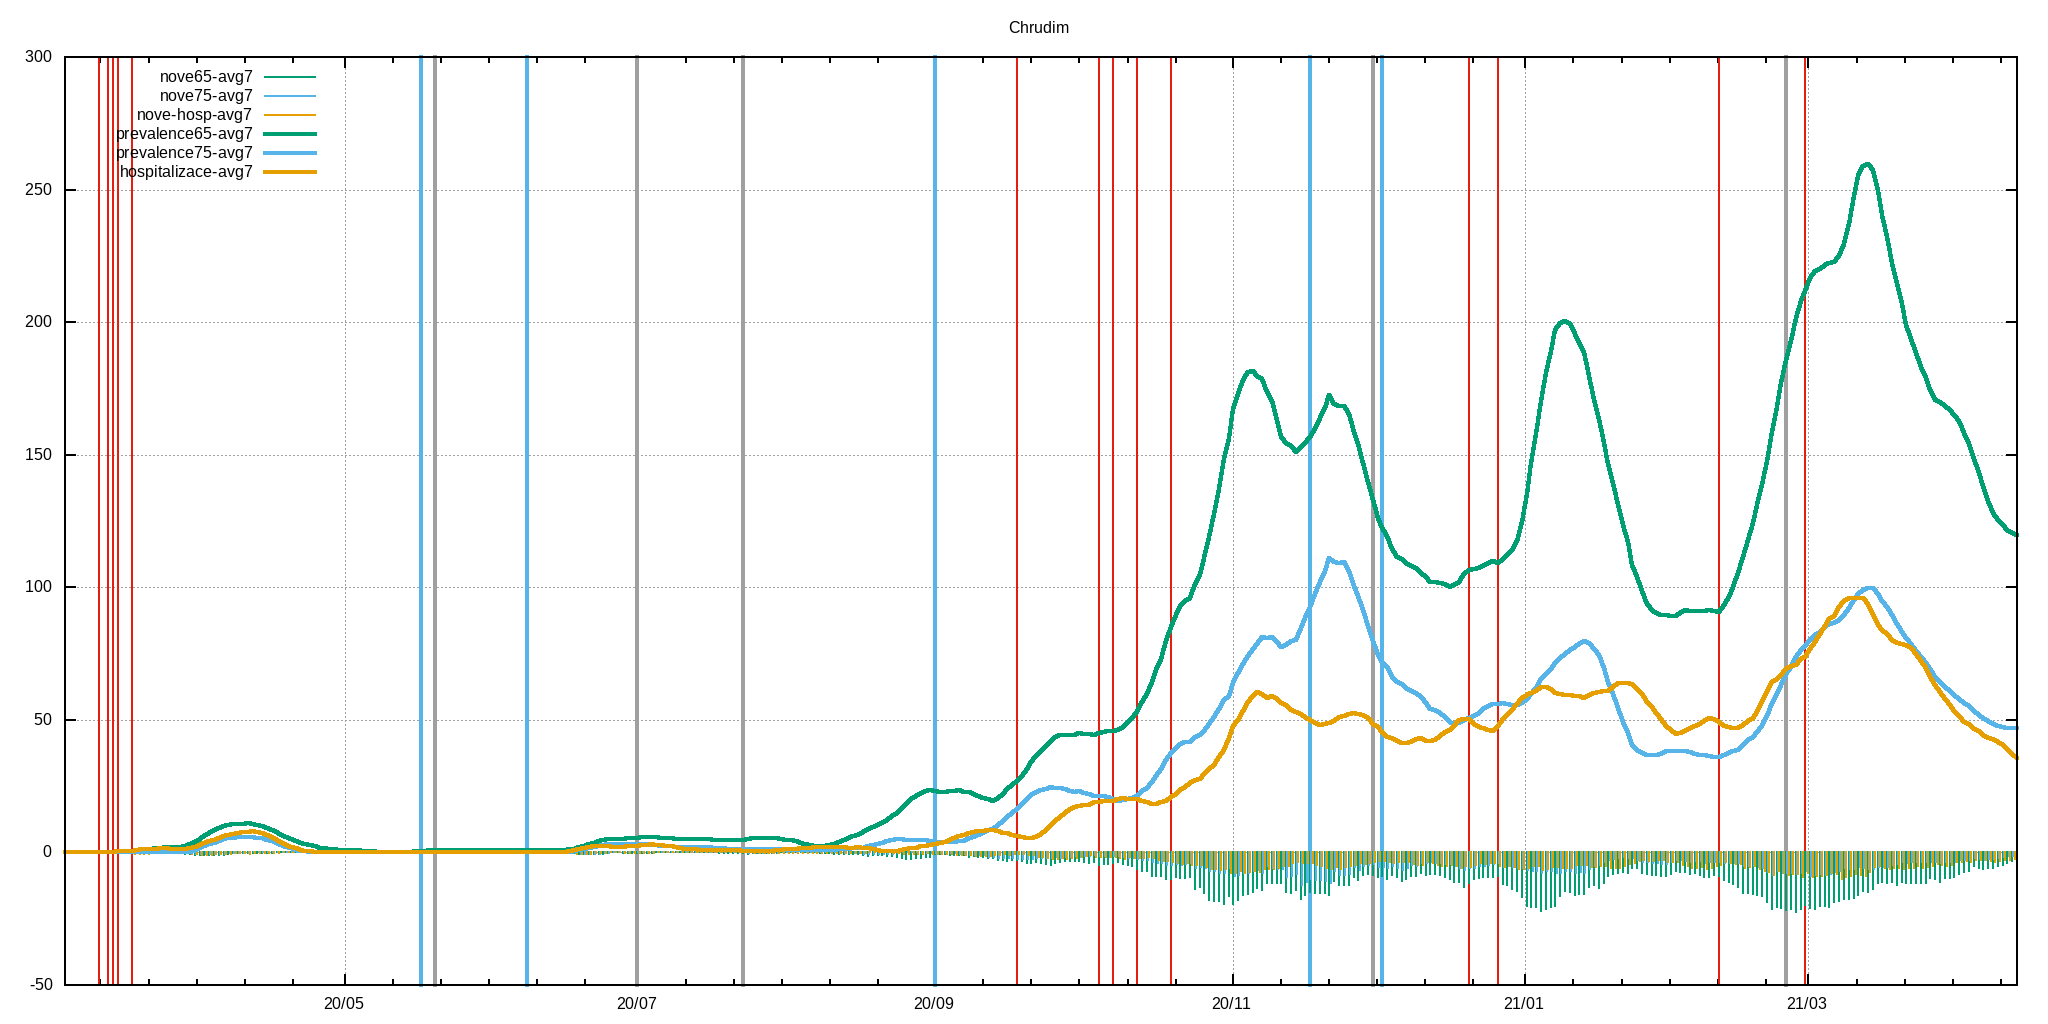 Chrudim
300
250
200
150
100
50
0
-50
nove65-avg7
nove75-avg7
nove-hosp-avg7
prevalence65-avg7
prevalence75-avg7
hospitalizace-avg7
20/05 20/07 20/09 20/11 21/01 21/03